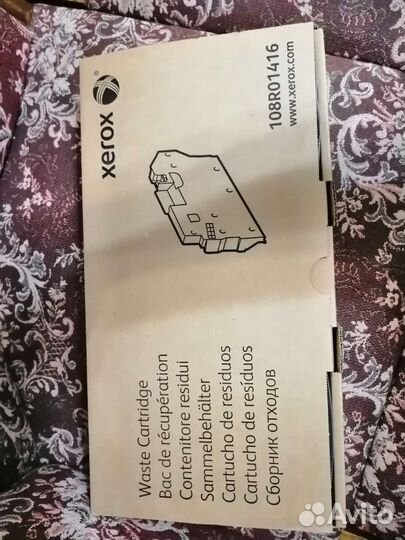 xerox
108R01416
www.xerox.com
Waste Cartridge
Bac de récupération
Contenitore residui
Sammelbehälter
Cartucho de residuos
Cartucho de resíduos
Сборник отходов
Avito